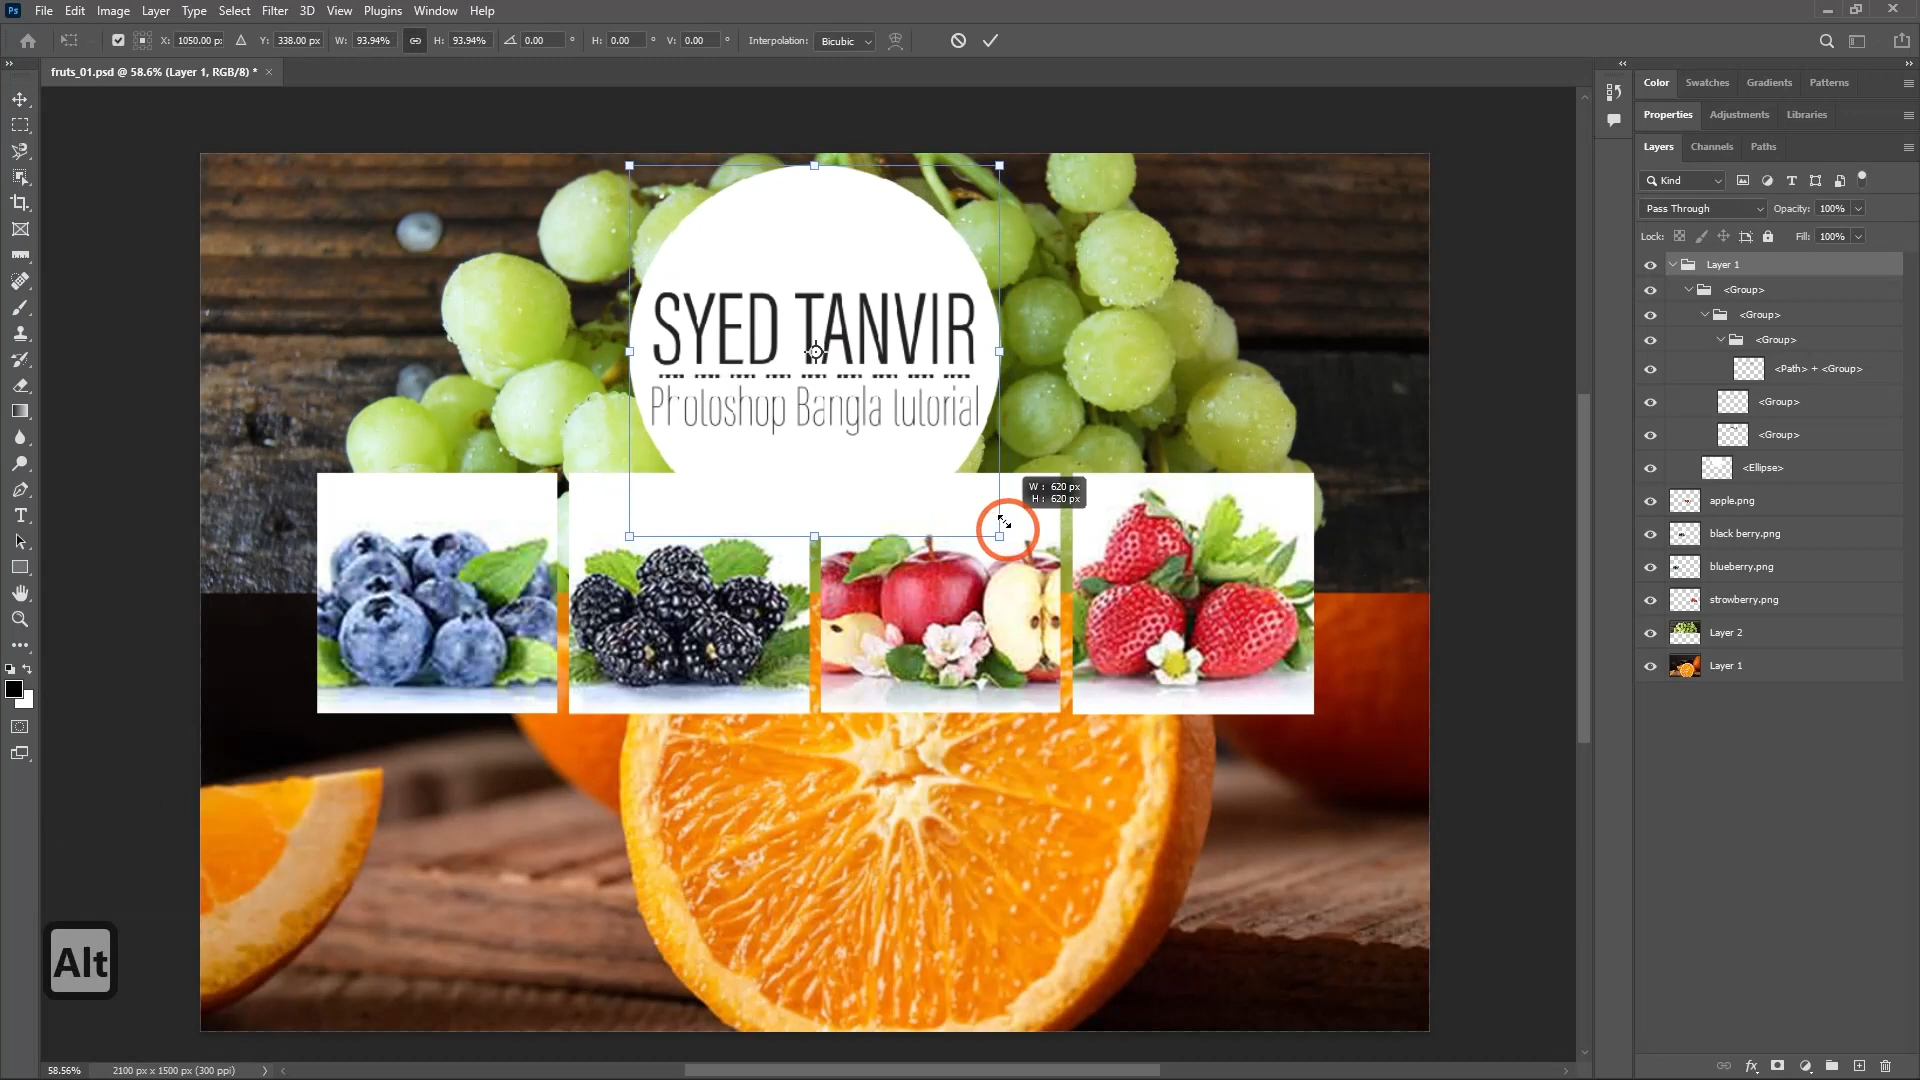 Ps File Edit Image Layer Type Select Filter 3D View Plugins Window Help
X: 1050.00 px Y: 338.00 px W: 93.94% H: 93.94% 0.00 ° H: 0.00 ° V: 0.00 ° Interpolation: Bicubic
fruts_01.psd @ 58.6% (Layer 1, RGB/8) *
Color Swatches Gradients Patterns
Properties Adjustments Libraries
Layers Channels Paths
Kind
Pass Through Opacity: 100%
Lock: Fill: 100%
Layer 1
<Group>
<Group>
<Group>
<Path> + <Group>
<Group>
<Group>
<Ellipse>
apple.png
black berry.png
blueberry.png
strowberry.png
Layer 2
Layer 1
SYED TANVIR
Photoshop Bangla tutorial
W : 620 px
H : 620 px
Alt
58.56% 2100 px x 1500 px (300 ppi)
fx